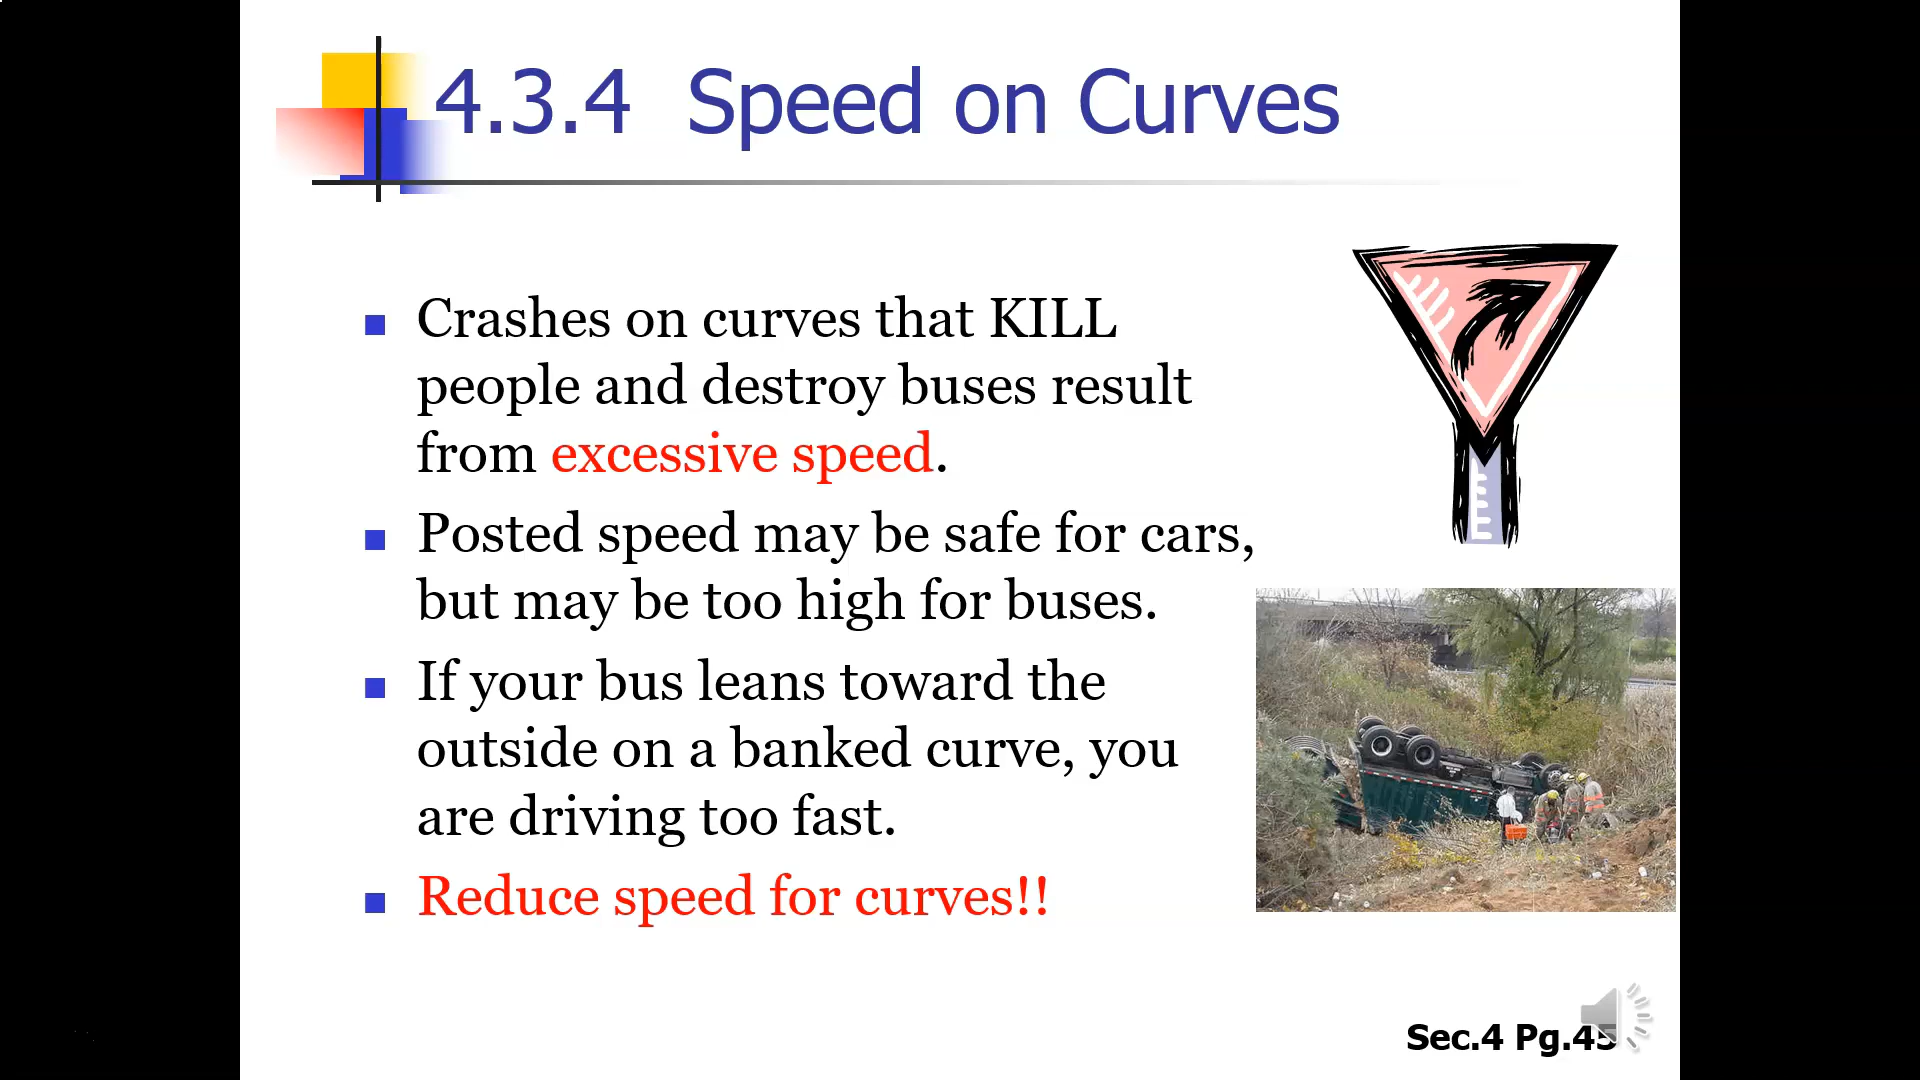 4.3.4 Speed on Curves
Crashes on curves that KILL
people and destroy buses result
from excessive speed.
Posted speed may be safe for cars,
but may be too high for buses.
If your bus leans toward the
outside on a banked curve, you
are driving too fast.
Reduce speed for curves!!
Sec.4 Pg.45